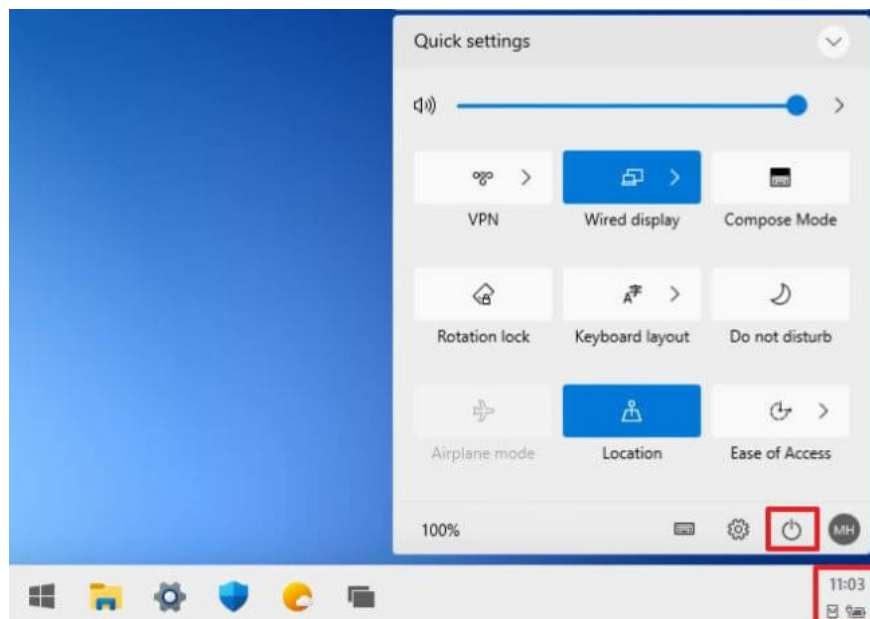 Quick settings
VPN
Wired display
Compose Mode
Rotation lock
Keyboard layout
Do not disturb
Airplane mode
Location
Ease of Access
100%
MH
11:03